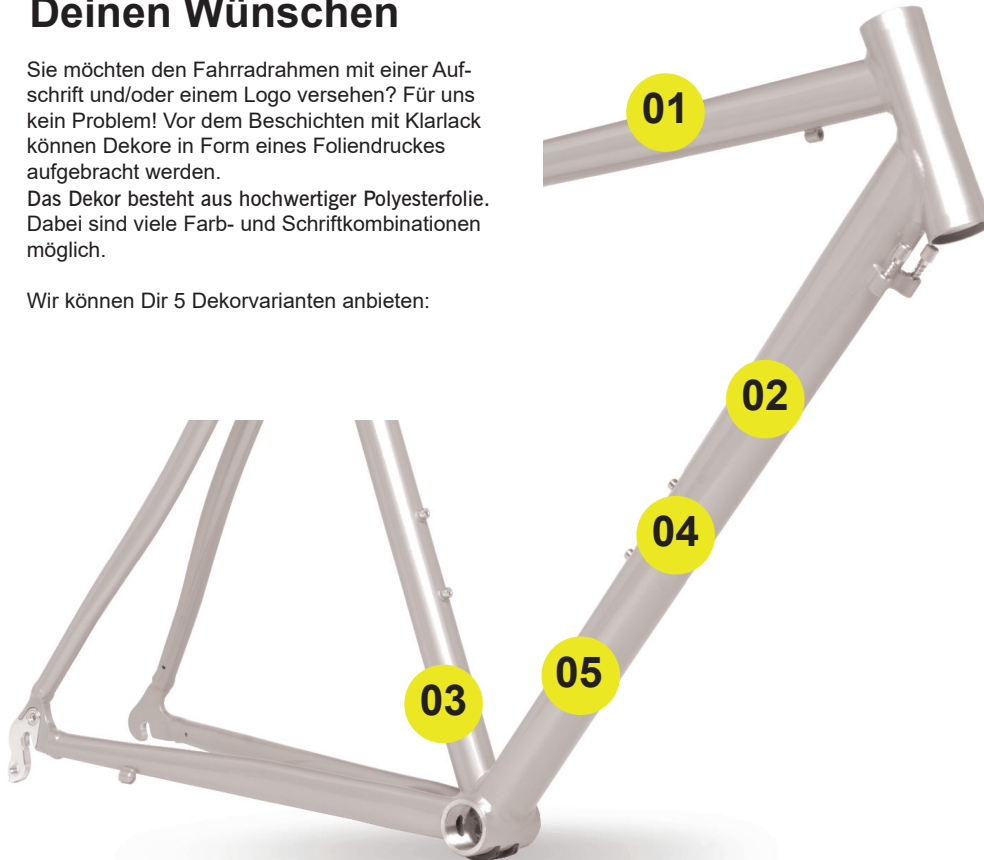 Deinen Wünschen
Sie möchten den Fahrradrahmen mit einer Auf-
schrift und/oder einem Logo versehen? Für uns
kein Problem! Vor dem Beschichten mit Klarlack
können Dekore in Form eines Foliendruckes
aufgebracht werden.
Das Dekor besteht aus hochwertiger Polyesterfolie.
Dabei sind viele Farb- und Schriftkombinationen
möglich.
Wir können Dir 5 Dekorvarianten anbieten:
01
02
04
05
03